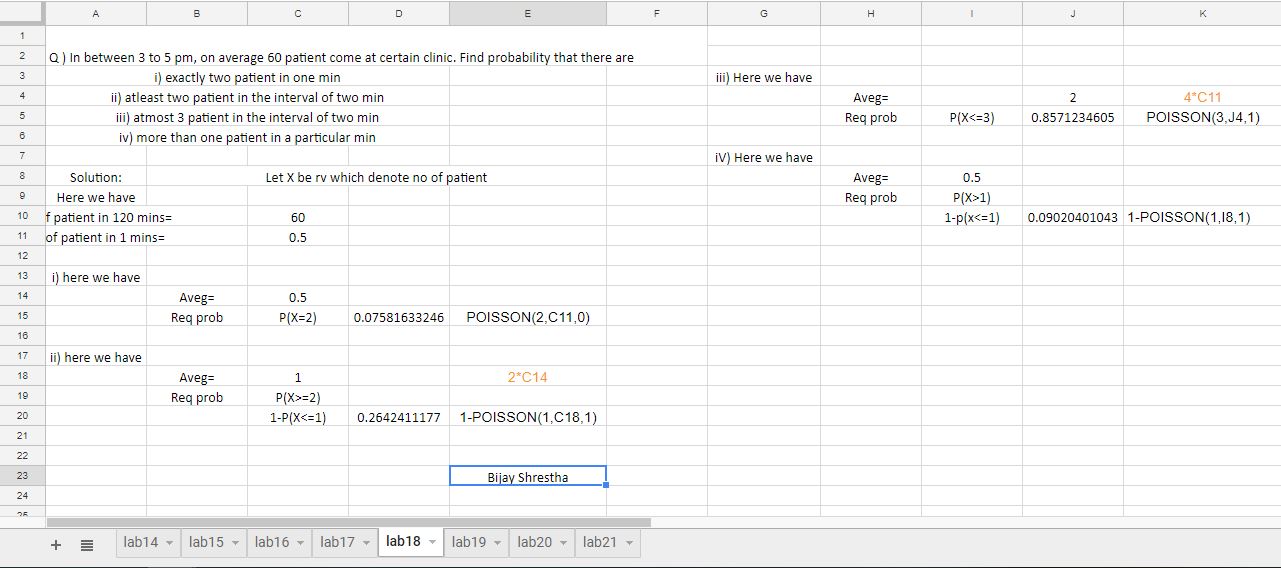 A B C D E F G H I J K
1
2 Q ) In between 3 to 5 pm, on average 60 patient come at certain clinic. Find probability that there are
3 i) exactly two patient in one min iii) Here we have
4 ii) atleast two patient in the interval of two min Aveg= 2 4*C11
5 iii) atmost 3 patient in the interval of two min Req prob P(X<=3) 0.8571234605 POISSON(3,J4,1)
6 iv) more than one patient in a particular min
7 iV) Here we have
8 Solution: Let X be rv which denote no of patient Aveg= 0.5
9 Here we have Req prob P(X>1)
10 f patient in 120 mins= 60 1-p(x<=1) 0.09020401043 1-POISSON(1,I8,1)
11 of patient in 1 mins= 0.5
12
13 i) here we have
14 Aveg= 0.5
15 Req prob P(X=2) 0.07581633246 POISSON(2,C11,0)
16
17 ii) here we have
18 Aveg= 1 2*C14
19 Req prob P(X>=2)
20 1-P(X<=1) 0.2642411177 1-POISSON(1,C18,1)
21
22
23 Bijay Shrestha
24
25
lab14 lab15 lab16 lab17 lab18 lab19 lab20 lab21